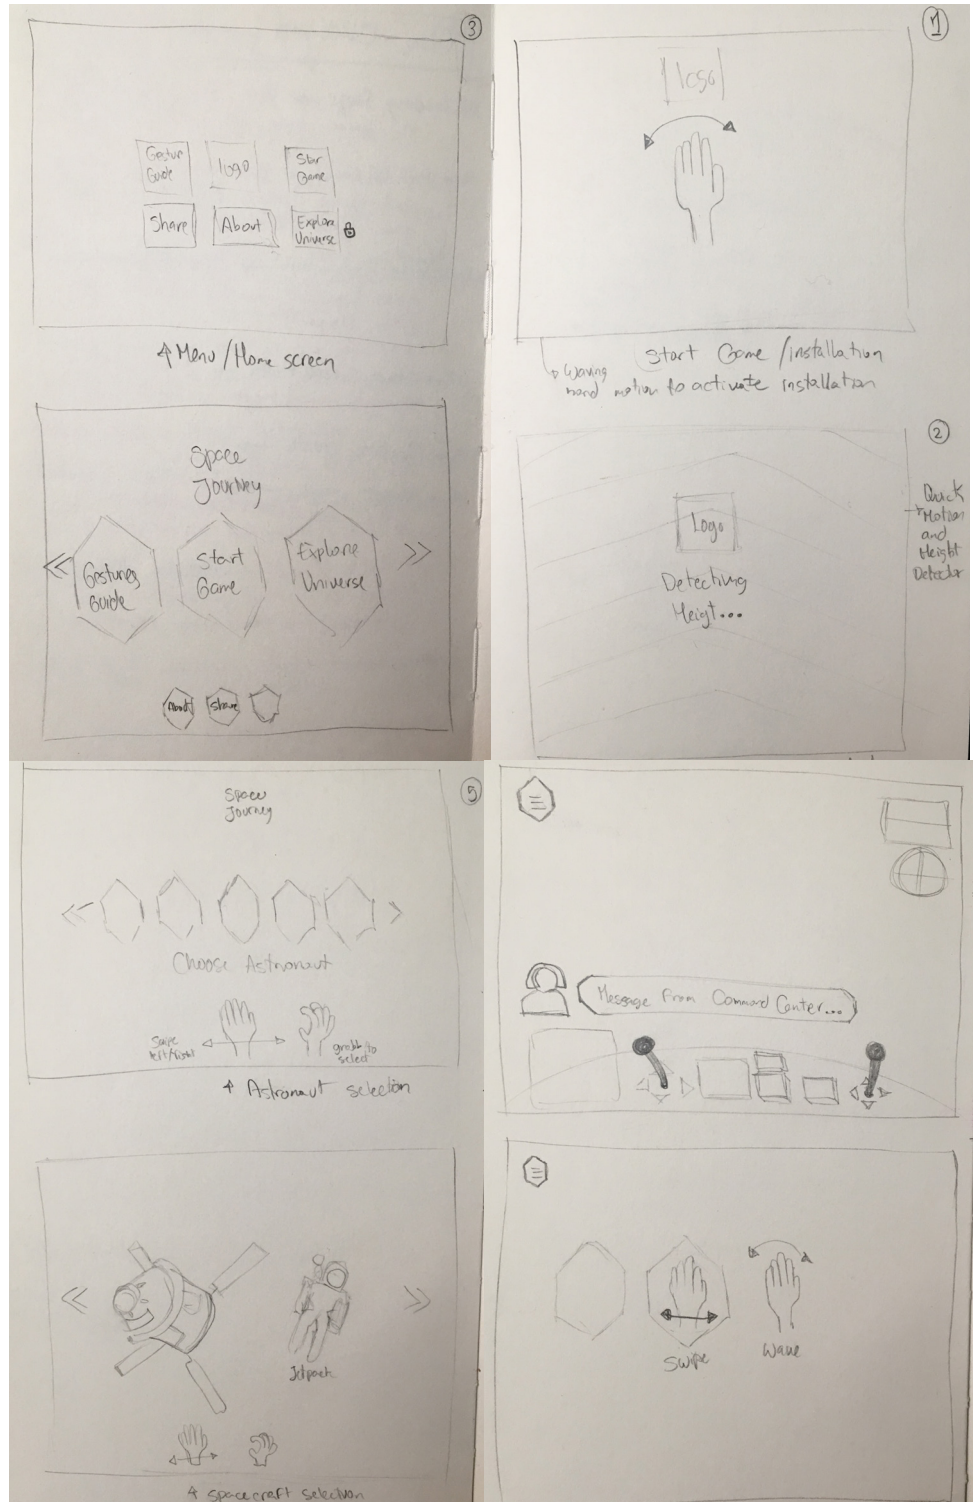 3
Gestur
Guide
logo
Star
Game
Share
About
Explore
Universe
↑ Menu / Home screen
Space
Journey
<<
Gestures
Guide
Start
Game
Explore
Universe
>>
About
Share
1
logo
Start Game / installation
↳ Waving
hand motion to activate installation
2
Logo
Detecting
Heigt...
Quick
Motion
and
Height
Detector
5
Space
Journey
<<
>
Choose Astronaut
Swipe
left/right
grabb to
select
↑ Astronaut selection
<<
>>
Jetpack
↑ spacecraft selection
Message From Command Center...
Swipe
Wave